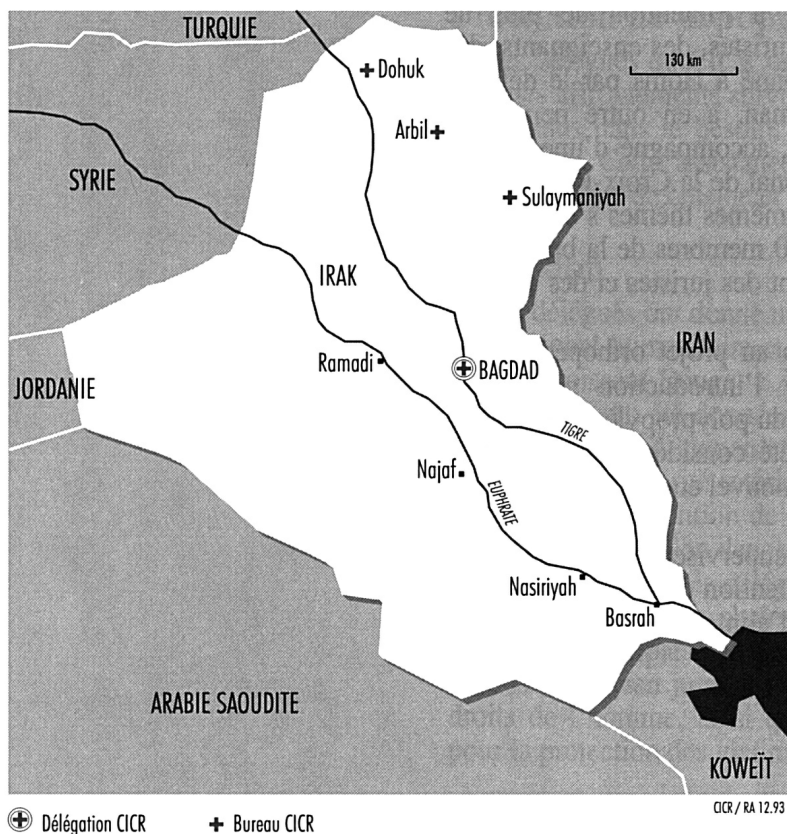 TURQUIE
130 km
Dohuk
Arbil
SYRIE
Sulaymaniyah
IRAK
IRAN
Ramadi
BAGDAD
JORDANIE
TIGRE
Najaf
EUPHRATE
Nasiriyah
Basrah
ARABIE SAOUDITE
KOWEÏT
CICR / RA 12.93
Délégation CICR
Bureau CICR